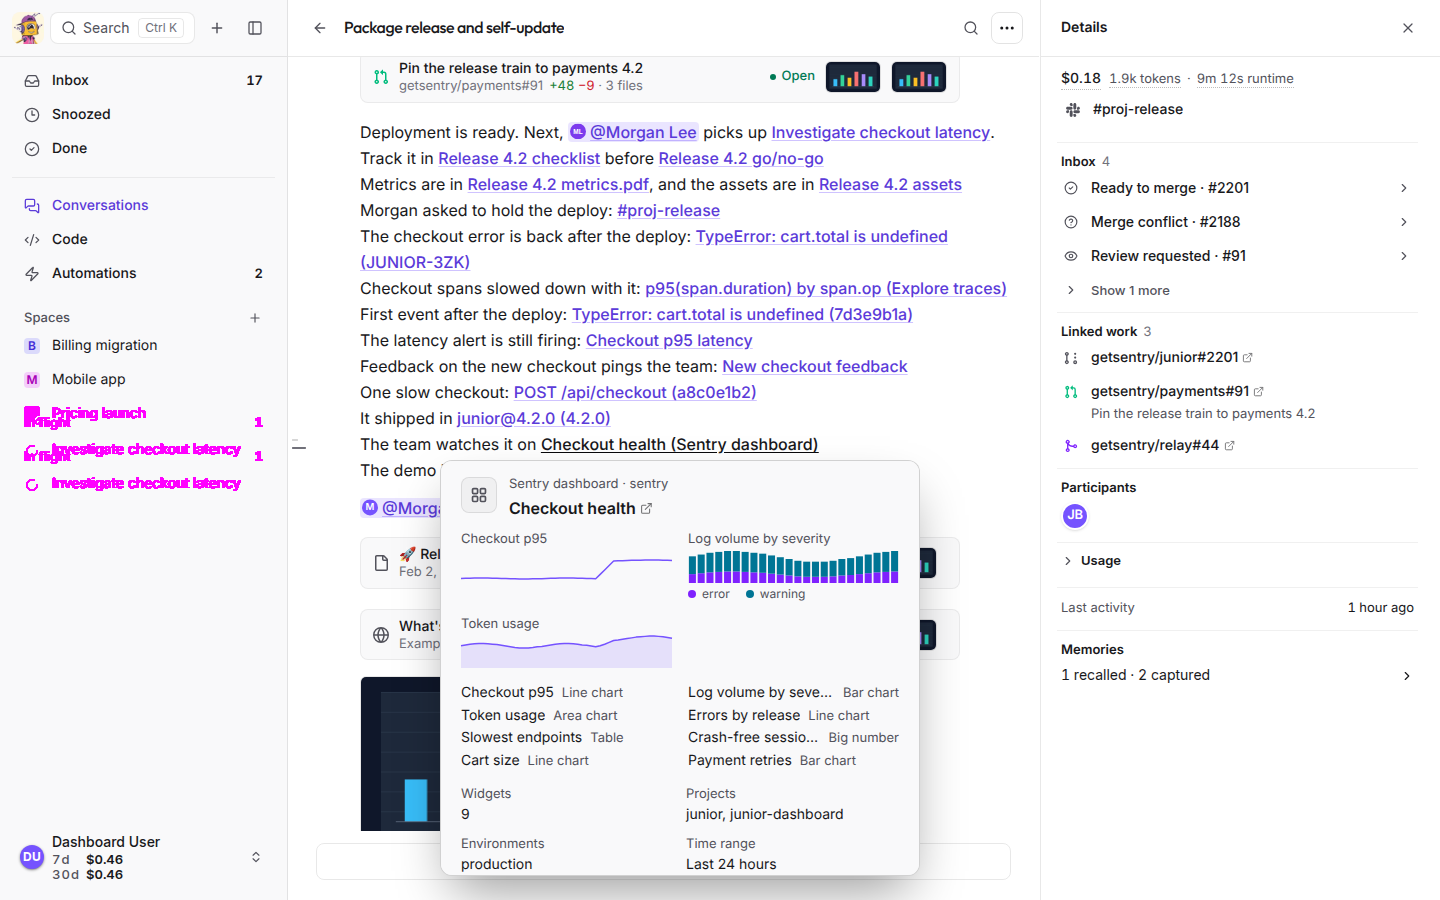 Search Ctrl K
Inbox 17
Snoozed
Done
Conversations
Code
Automations 2
Spaces
B Billing migration
M Mobile app
Pricing launch
In flight 1
Investigate checkout latency
In flight 1
Investigate checkout latency
DU Dashboard User
7d $0.46
30d $0.46
Package release and self-update
Pin the release train to payments 4.2
getsentry/payments#91 +48 −9 · 3 files
Open
Deployment is ready. Next, ML @Morgan Lee picks up Investigate checkout latency.
Track it in Release 4.2 checklist before Release 4.2 go/no-go
Metrics are in Release 4.2 metrics.pdf, and the assets are in Release 4.2 assets
Morgan asked to hold the deploy: #proj-release
The checkout error is back after the deploy: TypeError: cart.total is undefined
(JUNIOR-3ZK)
Checkout spans slowed down with it: p95(span.duration) by span.op (Explore traces)
First event after the deploy: TypeError: cart.total is undefined (7d3e9b1a)
The latency alert is still firing: Checkout p95 latency
Feedback on the new checkout pings the team: New checkout feedback
One slow checkout: POST /api/checkout (a8c0e1b2)
It shipped in junior@4.2.0 (4.2.0)
The team watches it on Checkout health (Sentry dashboard)
The demo
M @Morga
🚀 Rel
Feb 2,
What's
Examp
Sentry dashboard · sentry
Checkout health
Checkout p95
Log volume by severity
error warning
Token usage
Checkout p95 Line chart
Log volume by seve... Bar chart
Token usage Area chart
Errors by release Line chart
Slowest endpoints Table
Crash-free sessio... Big number
Cart size Line chart
Payment retries Bar chart
Widgets
9
Projects
junior, junior-dashboard
Environments
production
Time range
Last 24 hours
Details
$0.18 1.9k tokens · 9m 12s runtime
#proj-release
Inbox 4
Ready to merge · #2201
Merge conflict · #2188
Review requested · #91
Show 1 more
Linked work 3
getsentry/junior#2201
getsentry/payments#91
Pin the release train to payments 4.2
getsentry/relay#44
Participants
JB
Usage
Last activity 1 hour ago
Memories
1 recalled · 2 captured